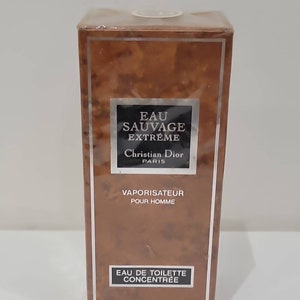 EAU
SAUVAGE
EXTRÊME
Christian Dior
PARIS
VAPORISATEUR
POUR HOMME
EAU DE TOILETTE
CONCENTRÉE